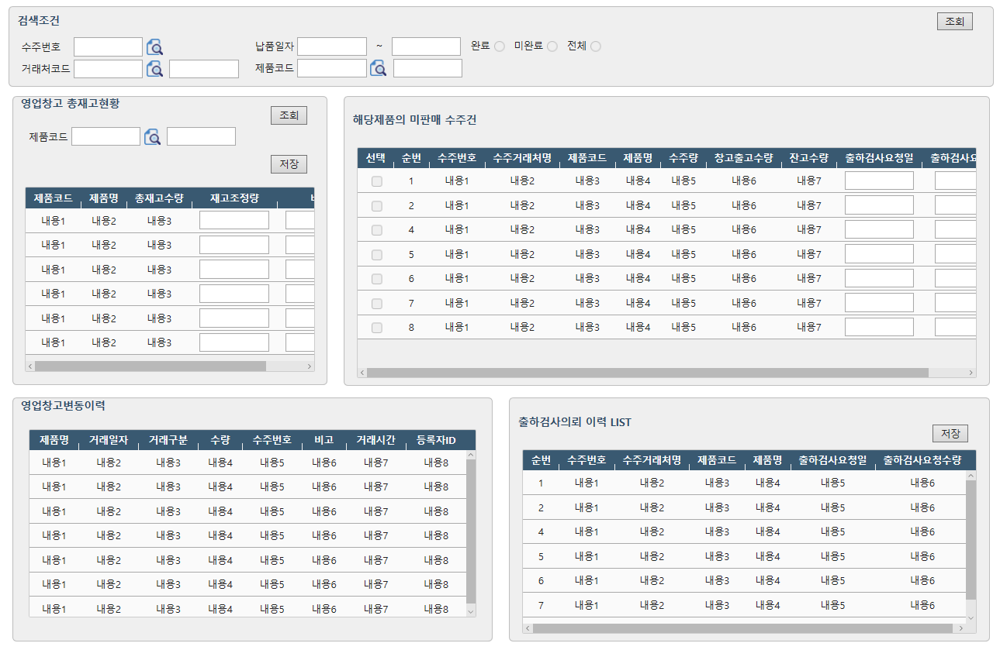 검색조건
조회
수주번호 납품일자 ~ 완료 미완료 전체
거래처코드 제품코드
영업창고 총재고현황
조회
제품코드
저장
제품코드 제품명 총재고수량 재고조정량
내용1 내용2 내용3
내용1 내용2 내용3
내용1 내용2 내용3
내용1 내용2 내용3
내용1 내용2 내용3
내용1 내용2 내용3
해당제품의 미판매 수주건
선택 순번 수주번호 수주거래처명 제품코드 제품명 수주량 창고출고수량 잔고수량 출하검사요청일 출하검사요
1 내용1 내용2 내용3 내용4 내용5 내용6 내용7
2 내용1 내용2 내용3 내용4 내용5 내용6 내용7
4 내용1 내용2 내용3 내용4 내용5 내용6 내용7
5 내용1 내용2 내용3 내용4 내용5 내용6 내용7
6 내용1 내용2 내용3 내용4 내용5 내용6 내용7
7 내용1 내용2 내용3 내용4 내용5 내용6 내용7
8 내용1 내용2 내용3 내용4 내용5 내용6 내용7
영업창고변동이력
제품명 거래일자 거래구분 수량 수주번호 비고 거래시간 등록자ID
내용1 내용2 내용3 내용4 내용5 내용6 내용7 내용8
내용1 내용2 내용3 내용4 내용5 내용6 내용7 내용8
내용1 내용2 내용3 내용4 내용5 내용6 내용7 내용8
내용1 내용2 내용3 내용4 내용5 내용6 내용7 내용8
내용1 내용2 내용3 내용4 내용5 내용6 내용7 내용8
내용1 내용2 내용3 내용4 내용5 내용6 내용7 내용8
내용1 내용2 내용3 내용4 내용5 내용6 내용7 내용8
출하검사의뢰 이력 LIST
저장
순번 수주번호 수주거래처명 제품코드 제품명 출하검사요청일 출하검사요청수량
1 내용1 내용2 내용3 내용4 내용5 내용6
2 내용1 내용2 내용3 내용4 내용5 내용6
4 내용1 내용2 내용3 내용4 내용5 내용6
5 내용1 내용2 내용3 내용4 내용5 내용6
6 내용1 내용2 내용3 내용4 내용5 내용6
7 내용1 내용2 내용3 내용4 내용5 내용6